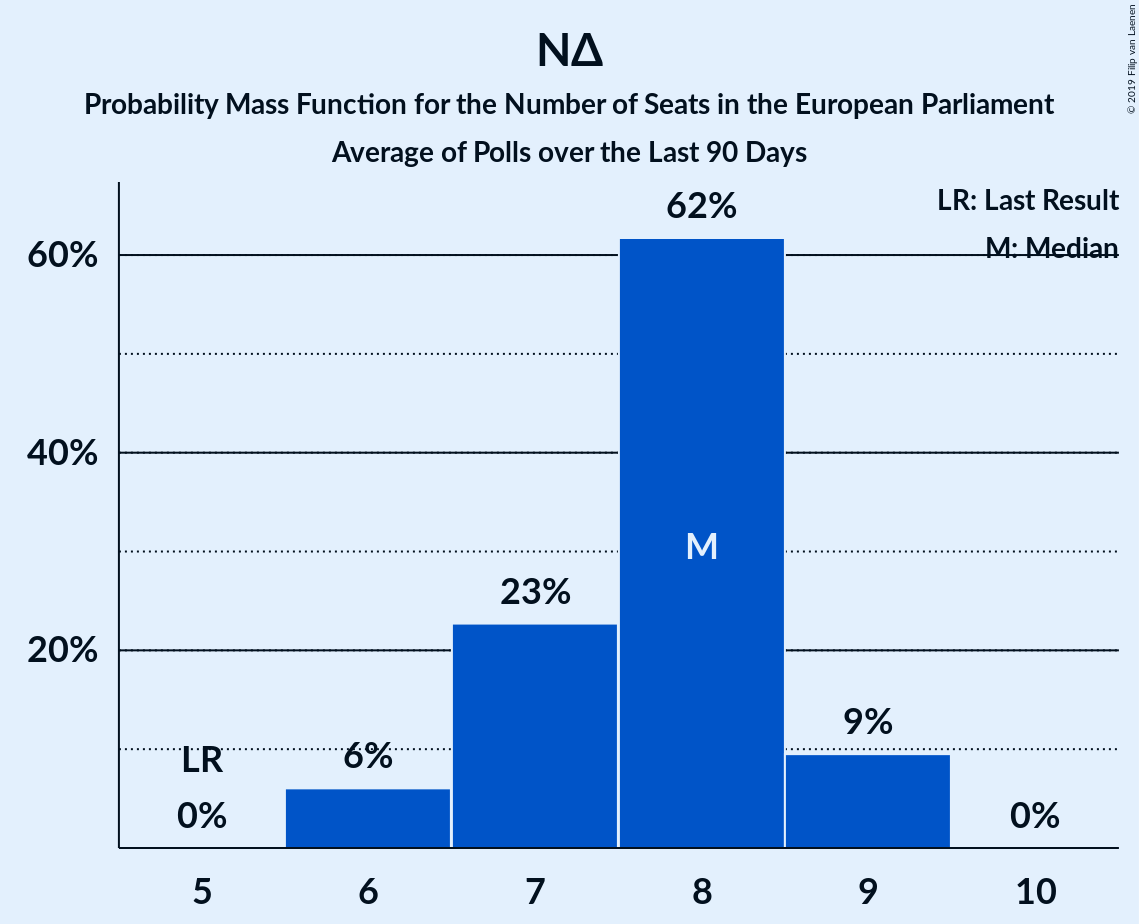 ΝΔ
Probability Mass Function for the Number of Seats in the European Parliament
Average of Polls over the Last 90 Days
© 2019 Filip van Laenen
LR: Last Result
M: Median
60%
40%
20%
LR
0%
6%
23%
62%
M
9%
0%
5
6
7
8
9
10